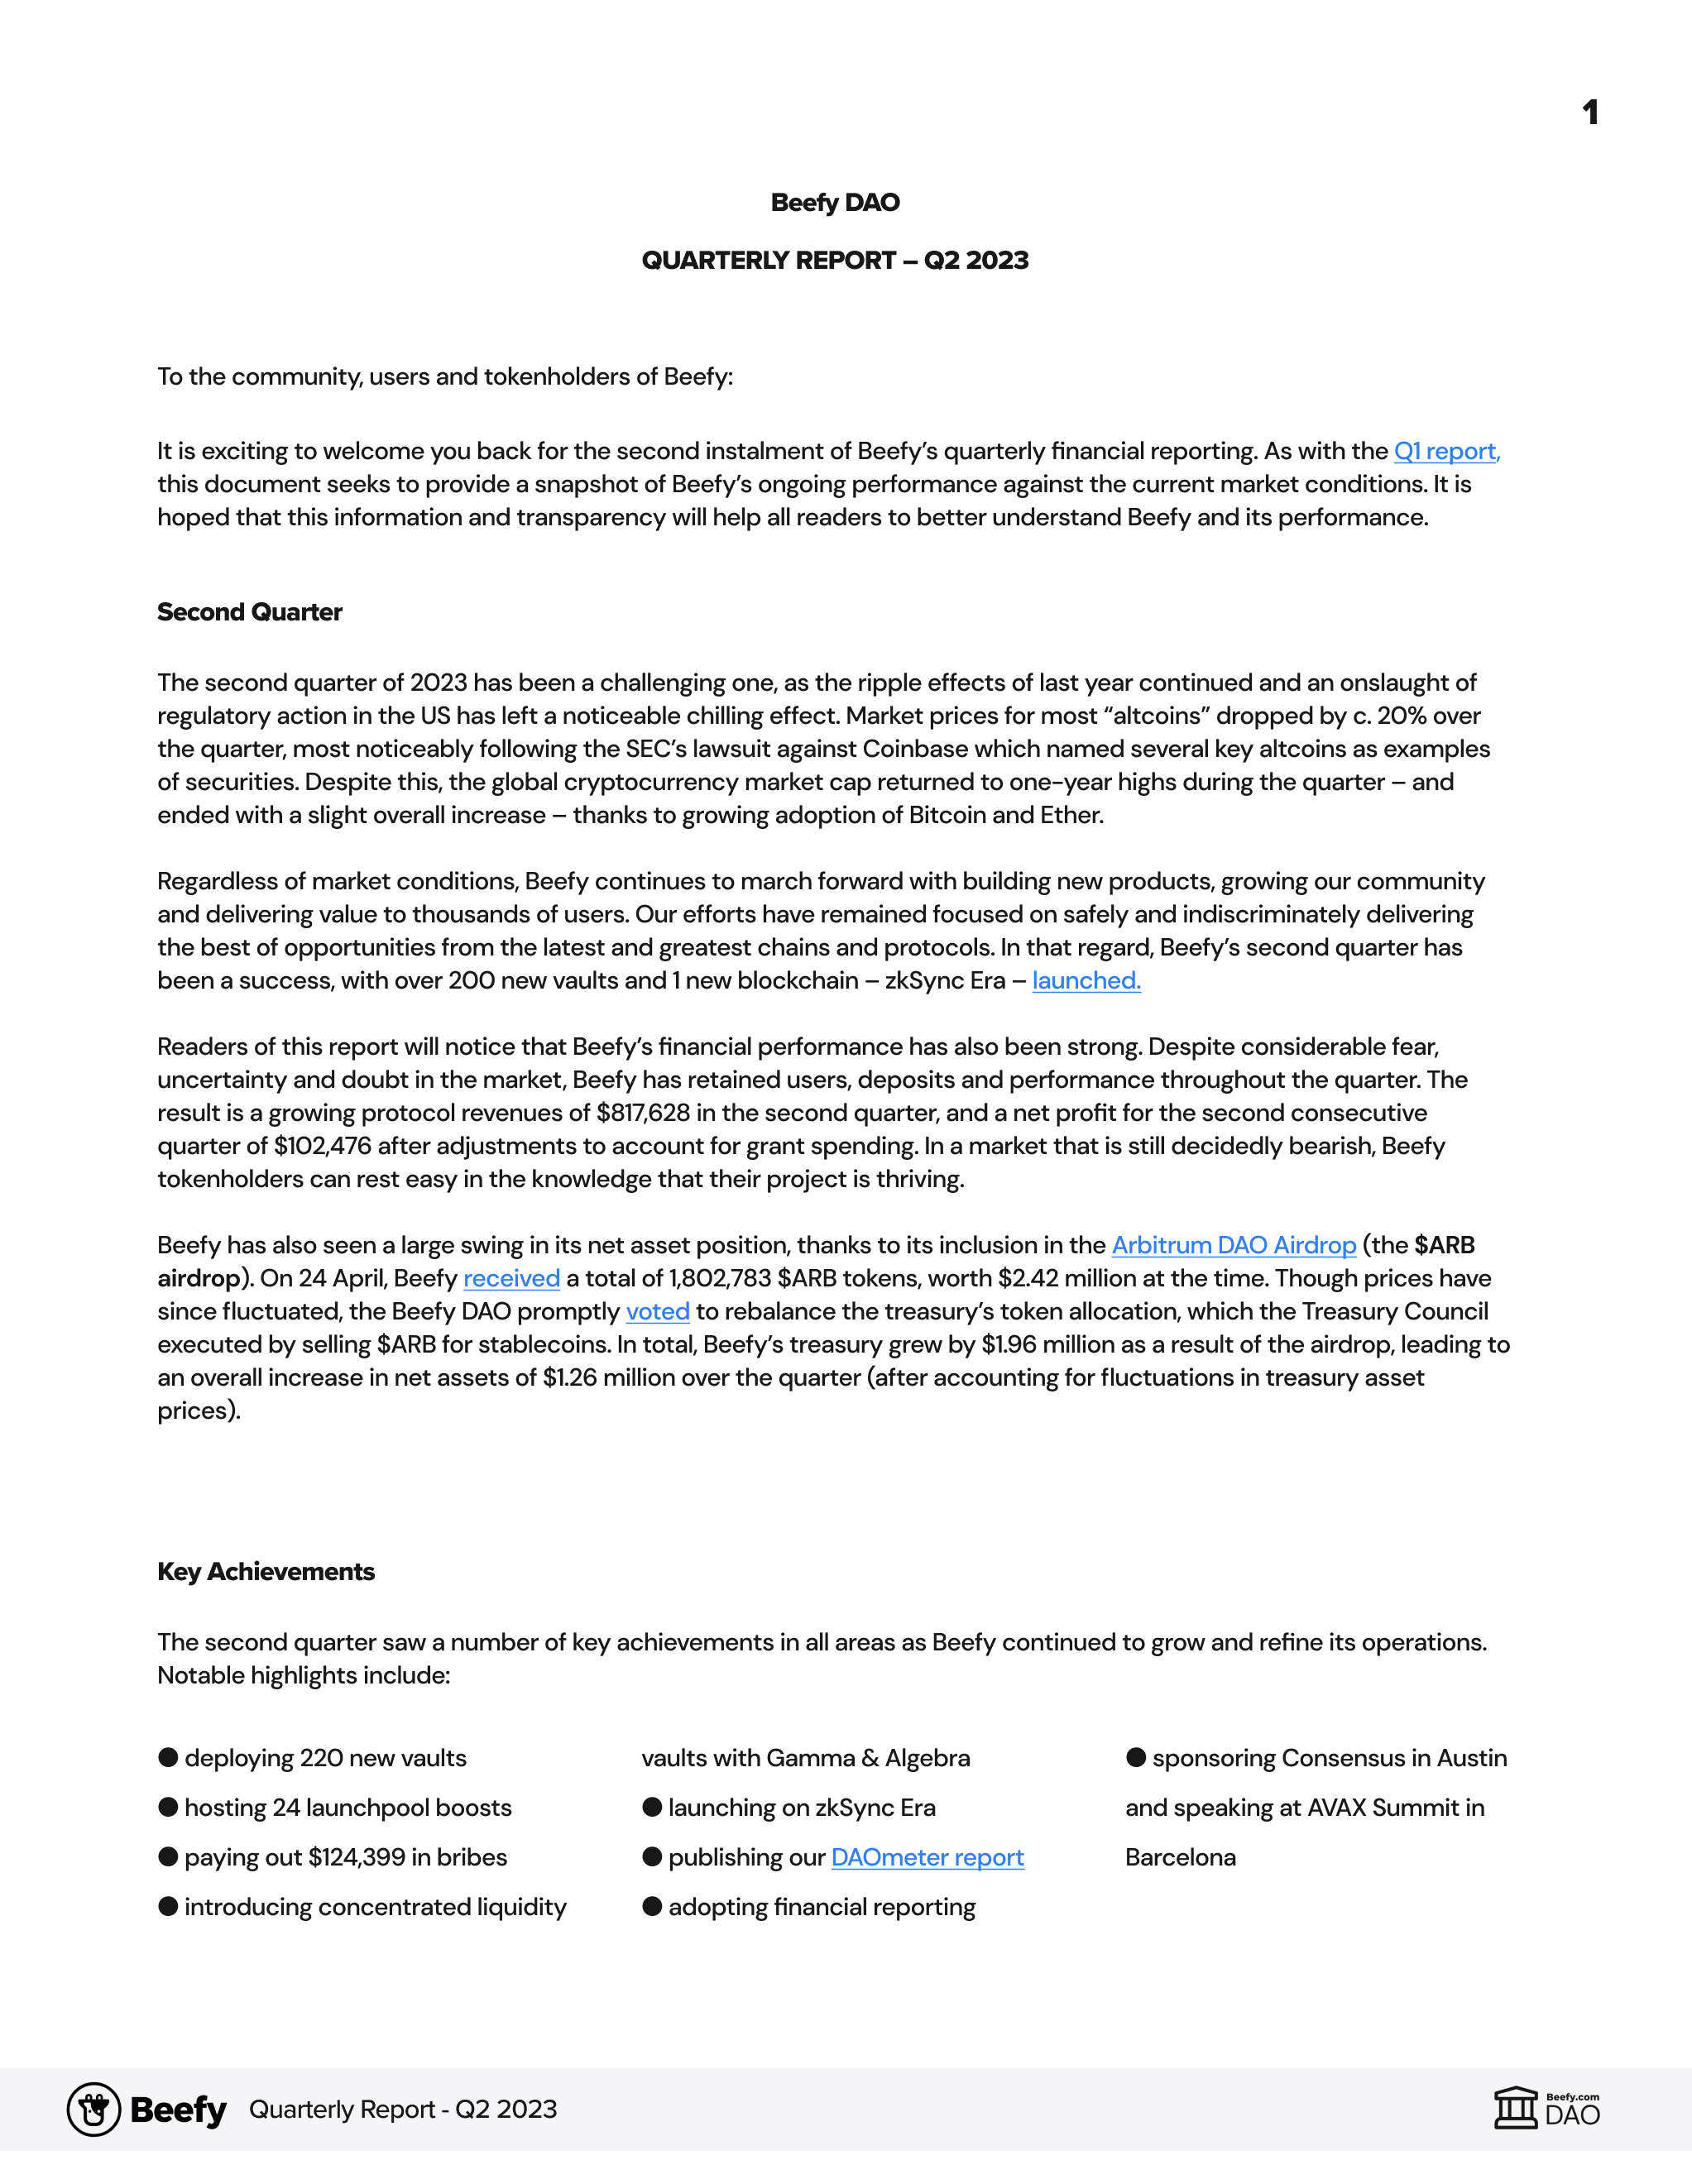 1
Beefy DAO
QUARTERLY REPORT – Q2 2023
To the community, users and tokenholders of Beefy:
It is exciting to welcome you back for the second instalment of Beefy’s quarterly financial reporting. As with the Q1 report,
this document seeks to provide a snapshot of Beefy’s ongoing performance against the current market conditions. It is
hoped that this information and transparency will help all readers to better understand Beefy and its performance.
Second Quarter
The second quarter of 2023 has been a challenging one, as the ripple effects of last year continued and an onslaught of
regulatory action in the US has left a noticeable chilling effect. Market prices for most “altcoins” dropped by c. 20% over
the quarter, most noticeably following the SEC’s lawsuit against Coinbase which named several key altcoins as examples
of securities. Despite this, the global cryptocurrency market cap returned to one-year highs during the quarter – and
ended with a slight overall increase – thanks to growing adoption of Bitcoin and Ether.
Regardless of market conditions, Beefy continues to march forward with building new products, growing our community
and delivering value to thousands of users. Our efforts have remained focused on safely and indiscriminately delivering
the best of opportunities from the latest and greatest chains and protocols. In that regard, Beefy’s second quarter has
been a success, with over 200 new vaults and 1 new blockchain – zkSync Era – launched.
Readers of this report will notice that Beefy’s financial performance has also been strong. Despite considerable fear,
uncertainty and doubt in the market, Beefy has retained users, deposits and performance throughout the quarter. The
result is a growing protocol revenues of $817,628 in the second quarter, and a net profit for the second consecutive
quarter of $102,476 after adjustments to account for grant spending. In a market that is still decidedly bearish, Beefy
tokenholders can rest easy in the knowledge that their project is thriving.
Beefy has also seen a large swing in its net asset position, thanks to its inclusion in the Arbitrum DAO Airdrop (the $ARB
airdrop). On 24 April, Beefy received a total of 1,802,783 $ARB tokens, worth $2.42 million at the time. Though prices have
since fluctuated, the Beefy DAO promptly voted to rebalance the treasury’s token allocation, which the Treasury Council
executed by selling $ARB for stablecoins. In total, Beefy’s treasury grew by $1.96 million as a result of the airdrop, leading to
an overall increase in net assets of $1.26 million over the quarter (after accounting for fluctuations in treasury asset
prices).
Key Achievements
The second quarter saw a number of key achievements in all areas as Beefy continued to grow and refine its operations.
Notable highlights include:
● deploying 220 new vaults
● hosting 24 launchpool boosts
● paying out $124,399 in bribes
● introducing concentrated liquidity
vaults with Gamma & Algebra
● launching on zkSync Era
● publishing our DAOmeter report
● adopting financial reporting
● sponsoring Consensus in Austin
and speaking at AVAX Summit in
Barcelona
Beefy Quarterly Report - Q2 2023
Beefy.com
DAO